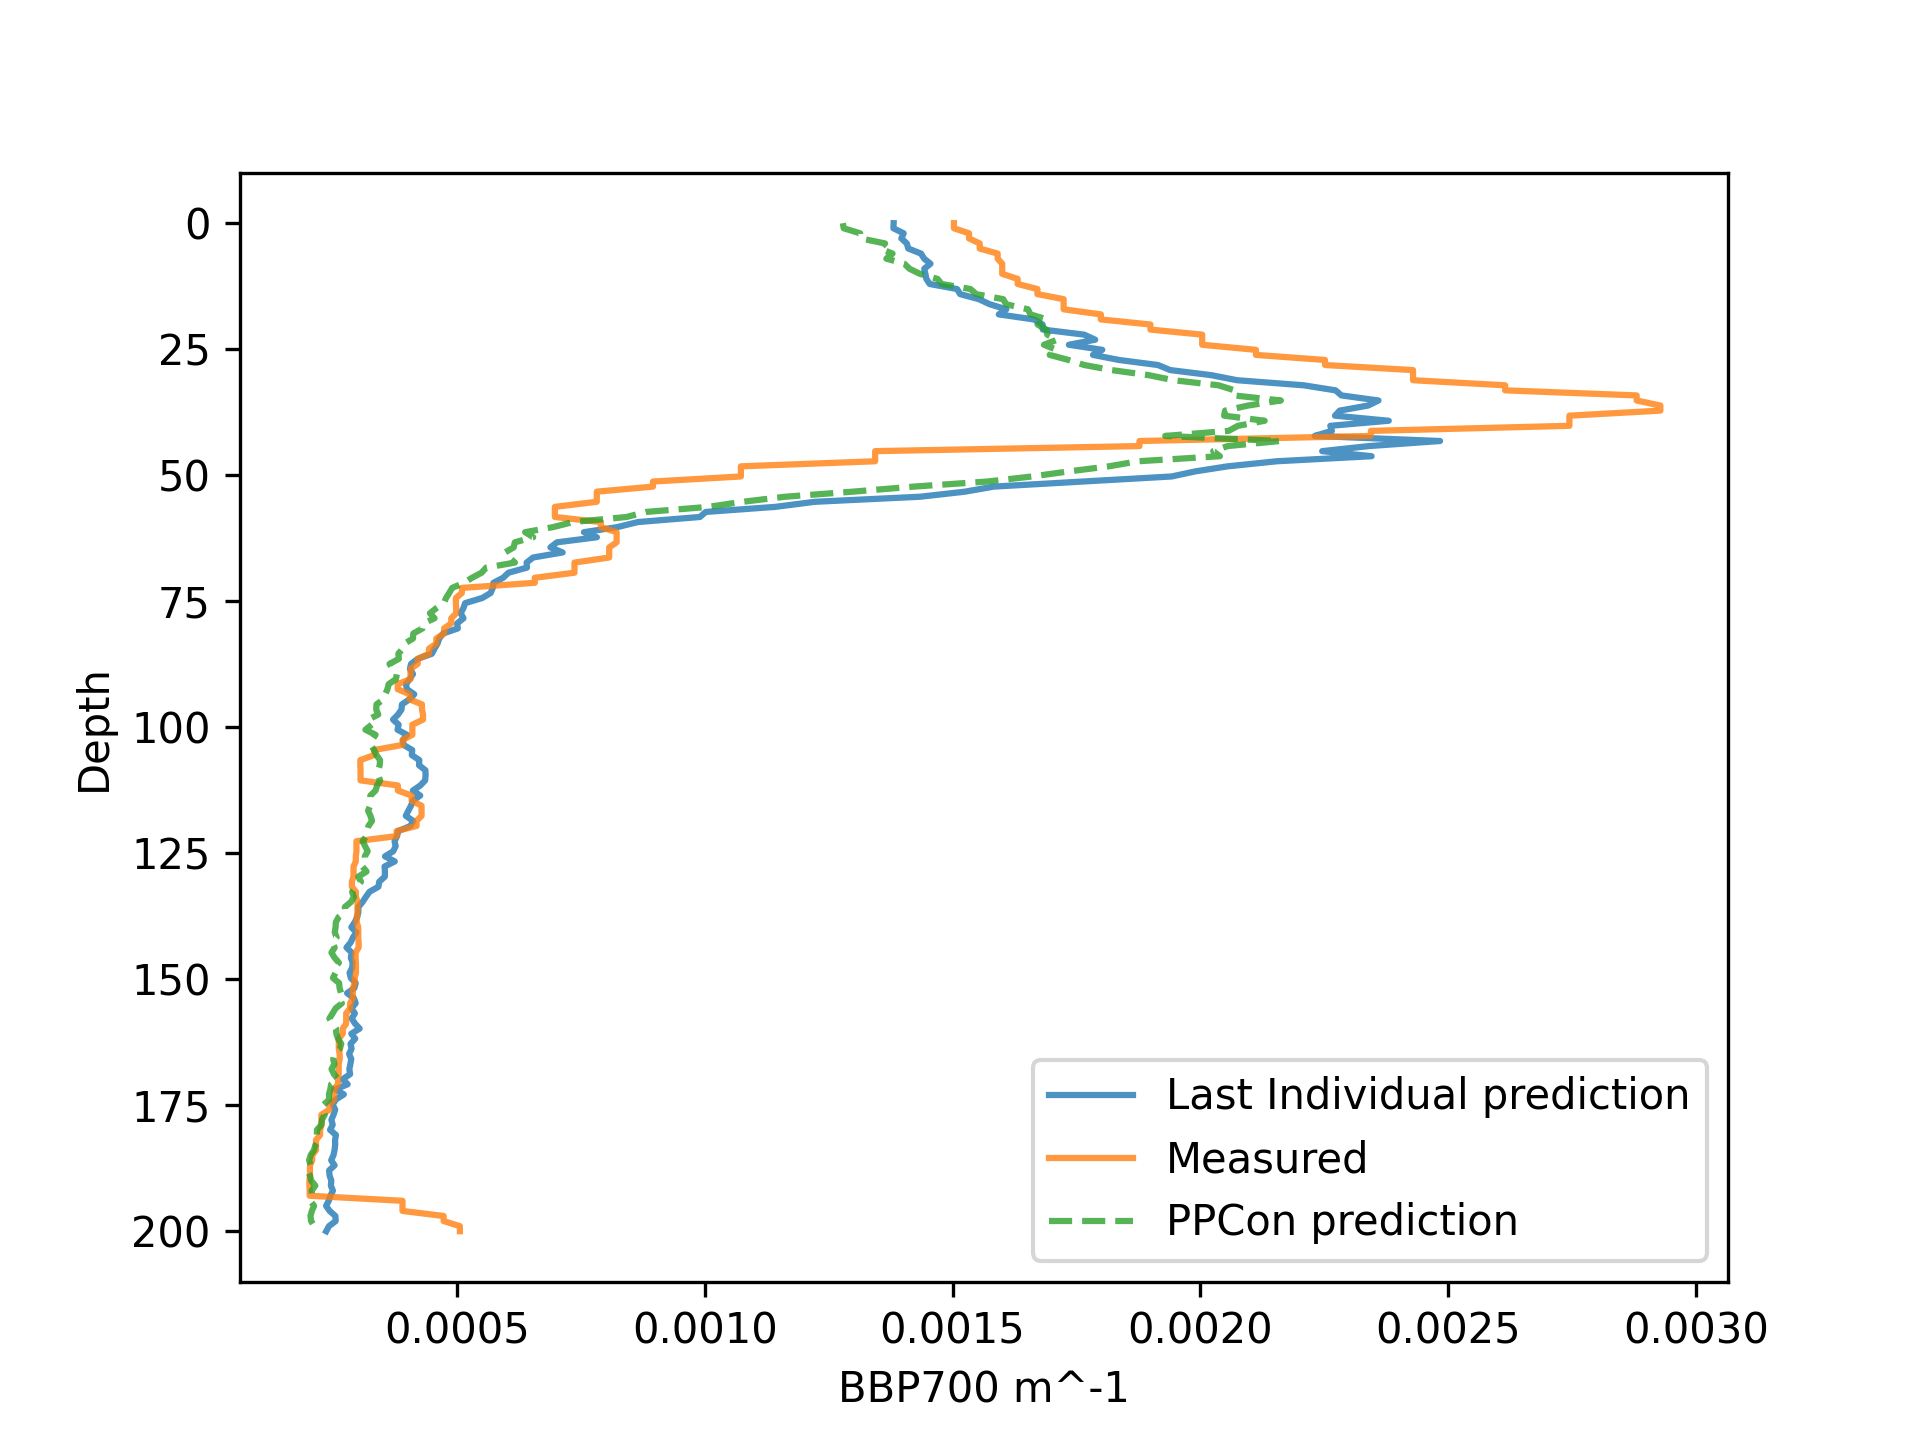 0
25
50
75
100
125
150
175
200
Depth
0.0005 0.0010 0.0015 0.0020 0.0025 0.0030
BBP700 m^-1
Last Individual prediction
Measured
PPCon prediction